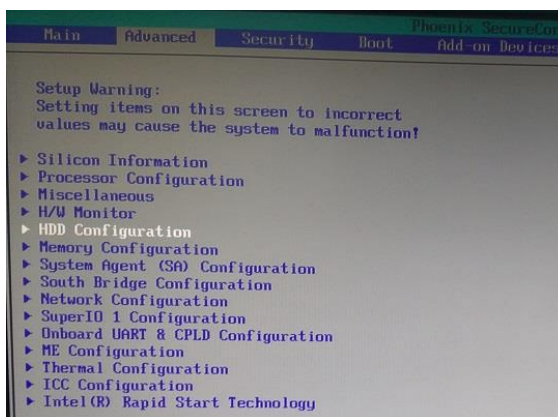 Phoenix SecureCor
Main Advanced Security Boot Add-on Devices
Setup Warning:
Setting items on this screen to incorrect
values may cause the system to malfunction!
Silicon Information
Processor Configuration
Miscellaneous
H/W Monitor
HDD Configuration
Memory Configuration
System Agent (SA) Configuration
South Bridge Configuration
Network Configuration
SuperIO 1 Configuration
Onboard UART & CPLD Configuration
ME Configuration
Thermal Configuration
ICC Configuration
Intel(R) Rapid Start Technology